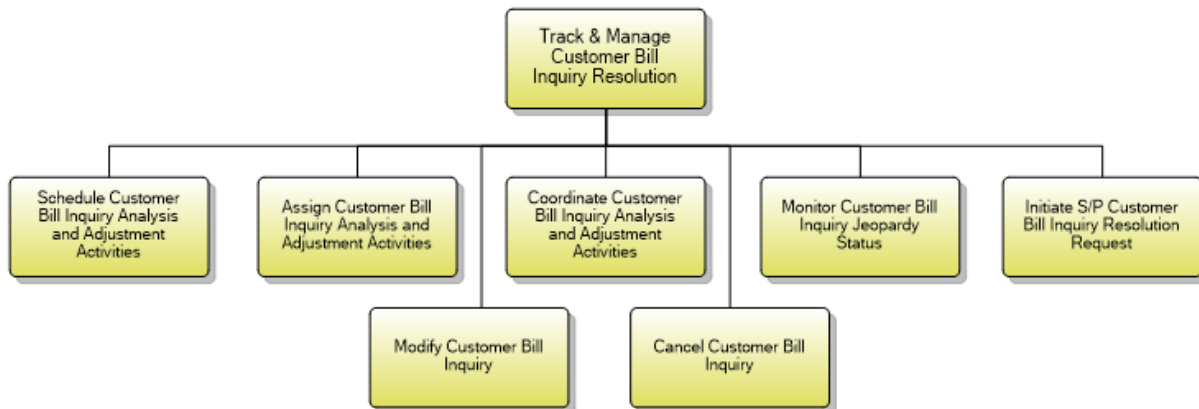 Track & Manage
Customer Bill
Inquiry Resolution
Schedule Customer
Bill Inquiry Analysis
and Adjustment
Activities
Assign Customer Bill
Inquiry Analysis and
Adjustment Activities
Coordinate Customer
Bill Inquiry Analysis
and Adjustment
Activities
Monitor Customer Bill
Inquiry Jeopardy
Status
Initiate S/P Customer
Bill Inquiry Resolution
Request
Modify Customer Bill
Inquiry
Cancel Customer Bill
Inquiry